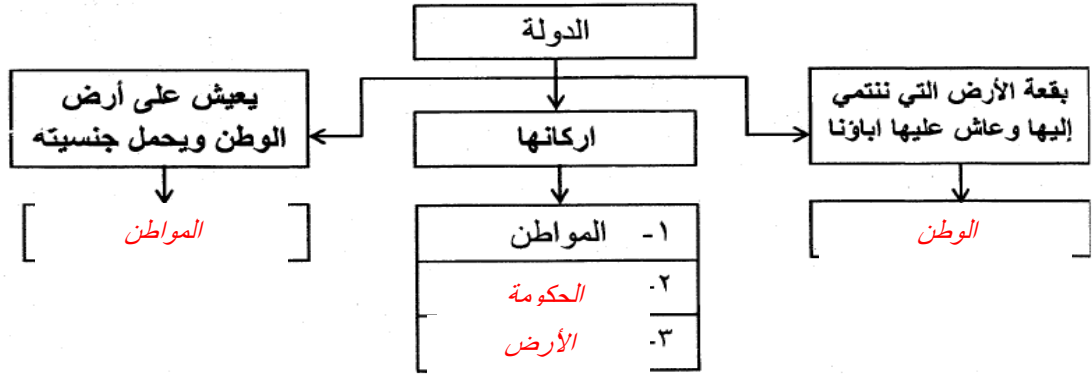 الدولة
بقعة الأرض التي ننتمي
إليها وعاش عليها اباؤنا
اركانها
يعيش على أرض
الوطن ويحمل جنسيته
الوطن
١- المواطن
٢- الحكومة
٣- الأرض
المواطن